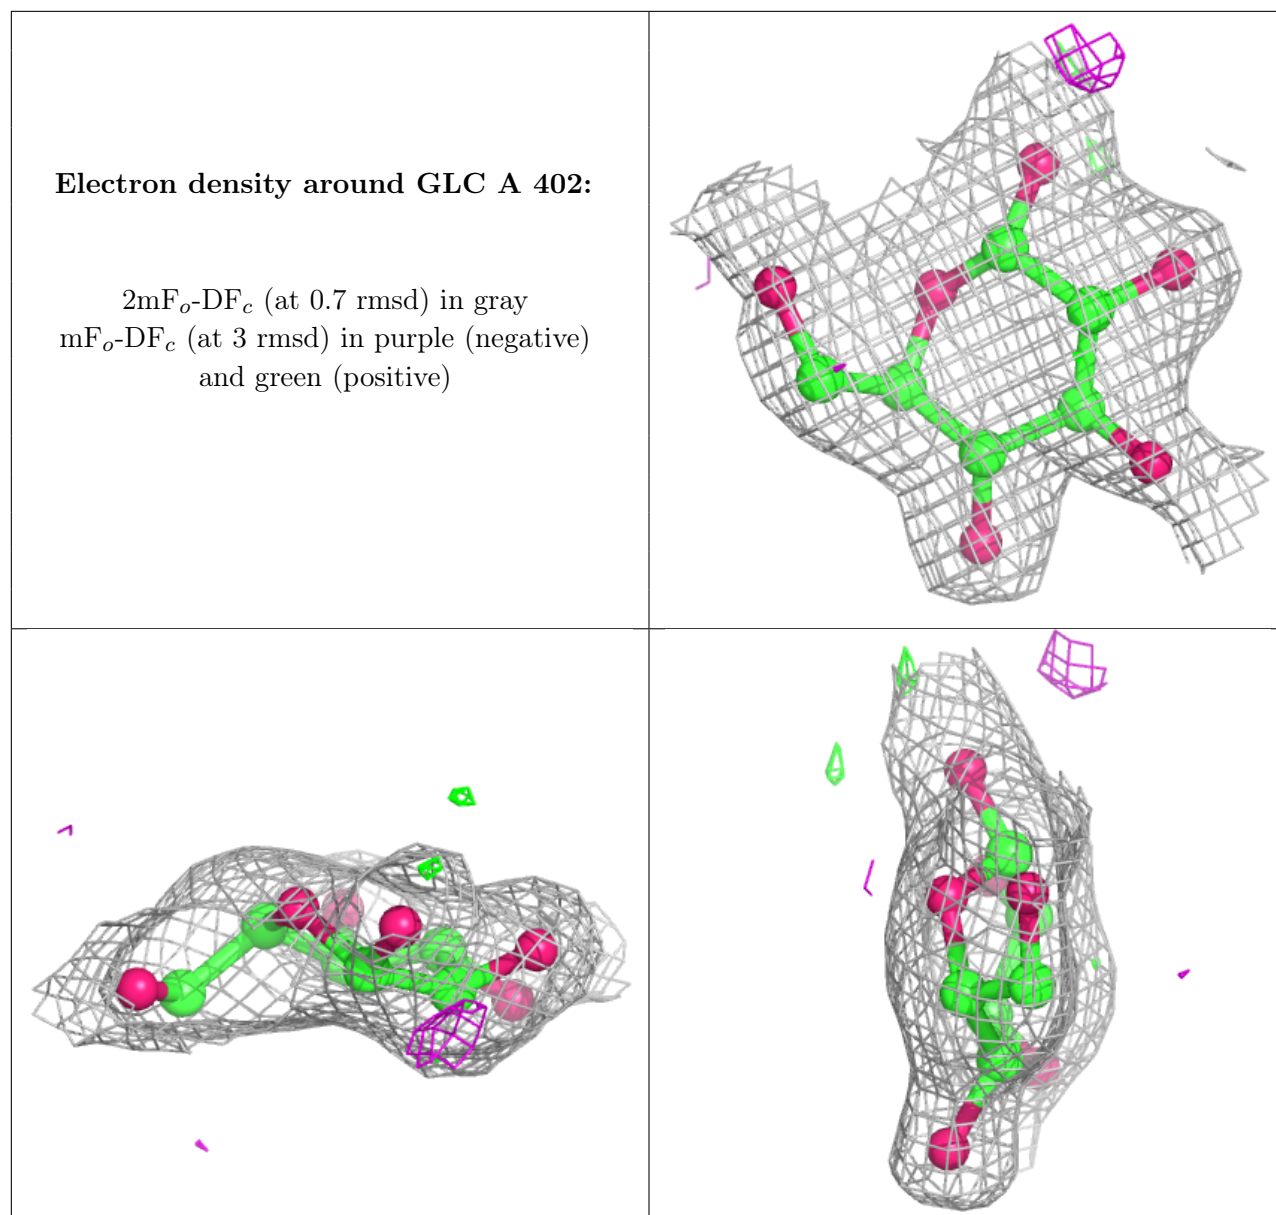 Electron density around GLC A 402:
2mFo-DFc (at 0.7 rmsd) in gray
mFo-DFc (at 3 rmsd) in purple (negative)
and green (positive)